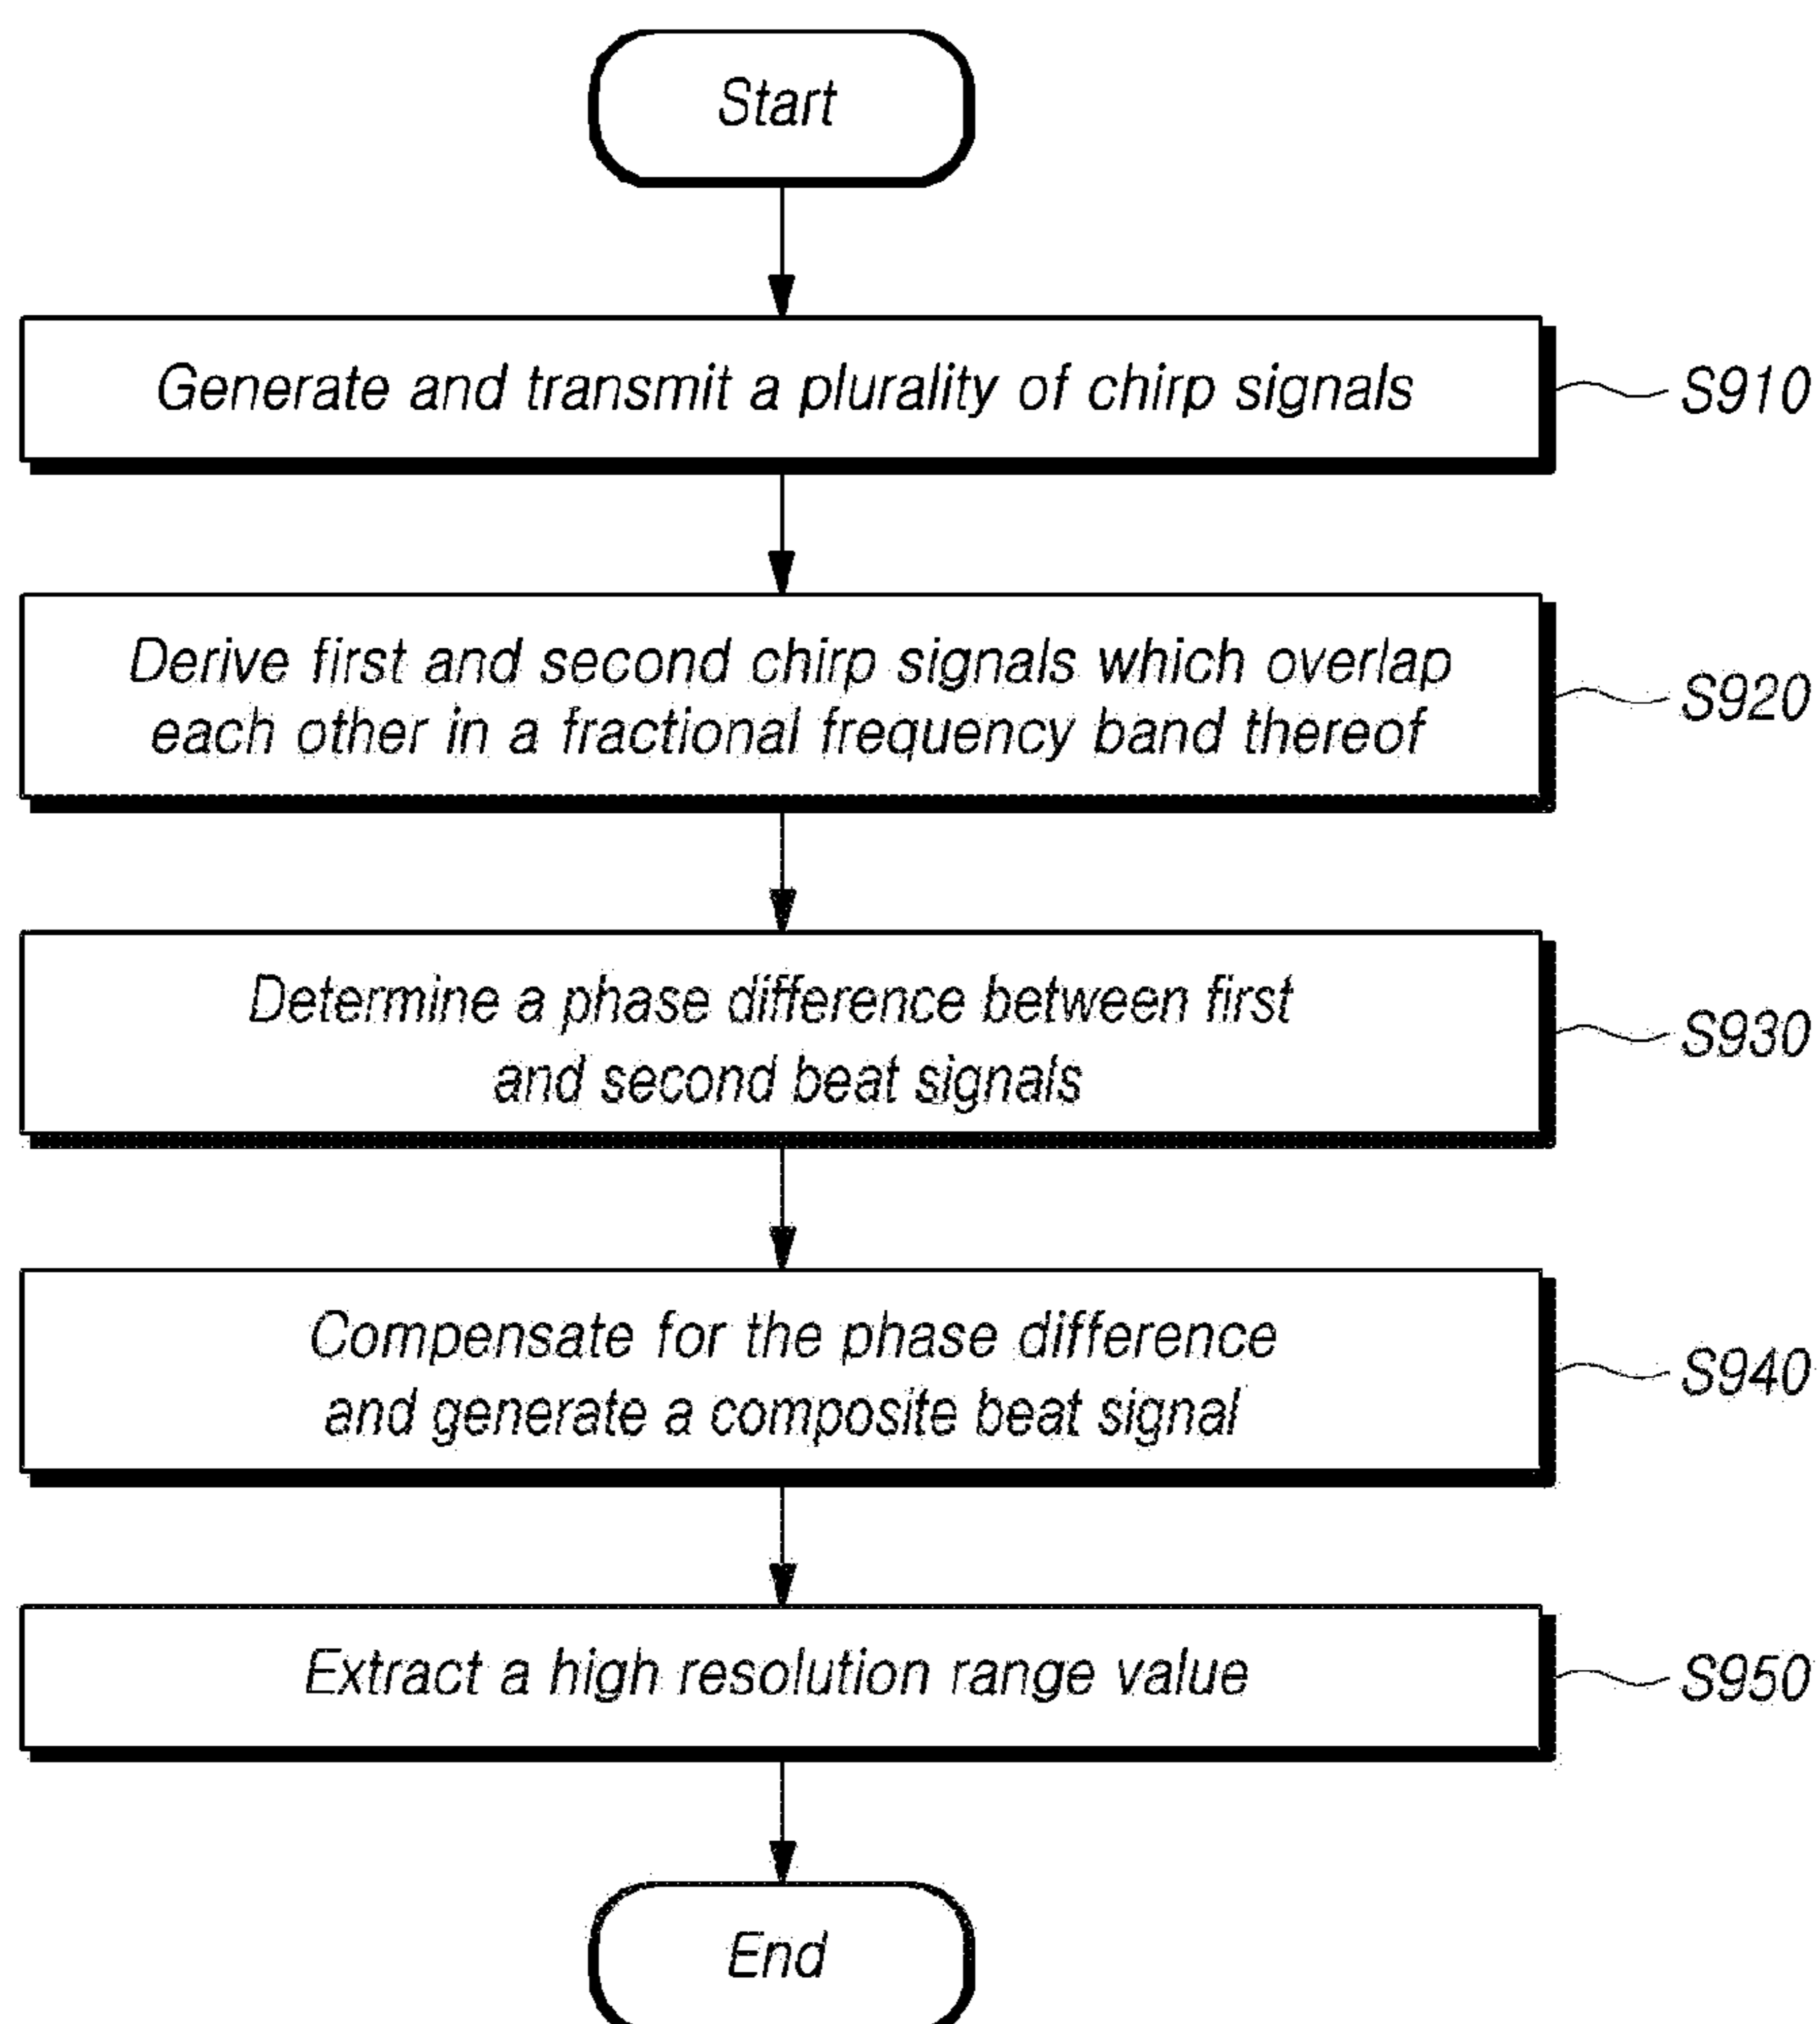 Start
Generate and transmit a plurality of chirp signals
S910
Derive first and second chirp signals which overlap
each other in a fractional frequency band thereof
S920
Determine a phase difference between first
and second beat signals
S930
Compensate for the phase difference
and generate a composite beat signal
S940
Extract a high resolution range value
S950
End